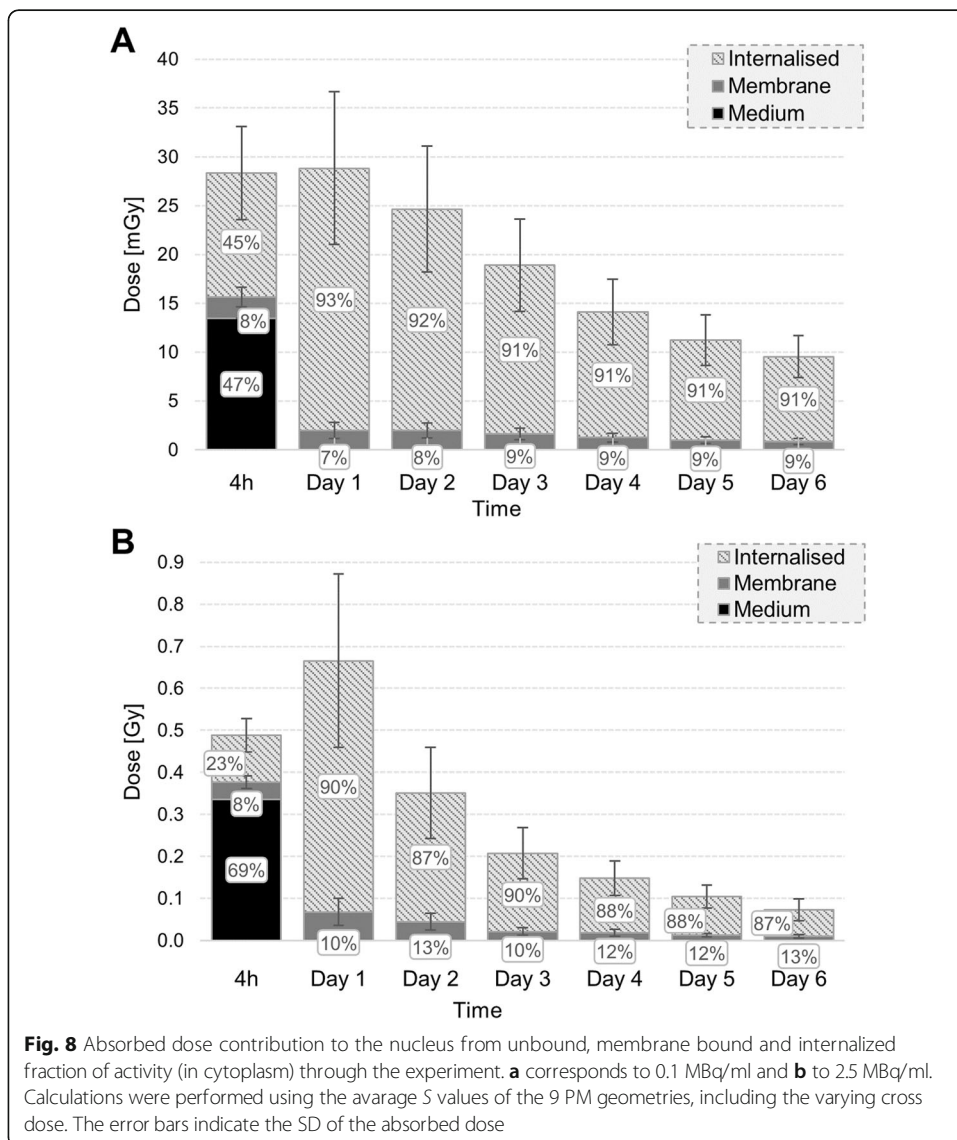 A
40
35
30
25
20
15
10
5
0
Dose [mGy]
Internalised
Membrane
Medium
45%
8%
47%
93%
7%
92%
8%
91%
9%
91%
9%
91%
9%
91%
9%
4h Day 1 Day 2 Day 3 Day 4 Day 5 Day 6
Time
B
0.9
0.8
0.7
0.6
0.5
0.4
0.3
0.2
0.1
0.0
Dose [Gy]
Internalised
Membrane
Medium
23%
8%
69%
90%
10%
87%
13%
90%
10%
88%
12%
88%
12%
87%
13%
4h Day 1 Day 2 Day 3 Day 4 Day 5 Day 6
Time
Fig. 8 Absorbed dose contribution to the nucleus from unbound, membrane bound and internalized
fraction of activity (in cytoplasm) through the experiment. a corresponds to 0.1 MBq/ml and b to 2.5 MBq/ml.
Calculations were performed using the avarage S values of the 9 PM geometries, including the varying cross
dose. The error bars indicate the SD of the absorbed dose